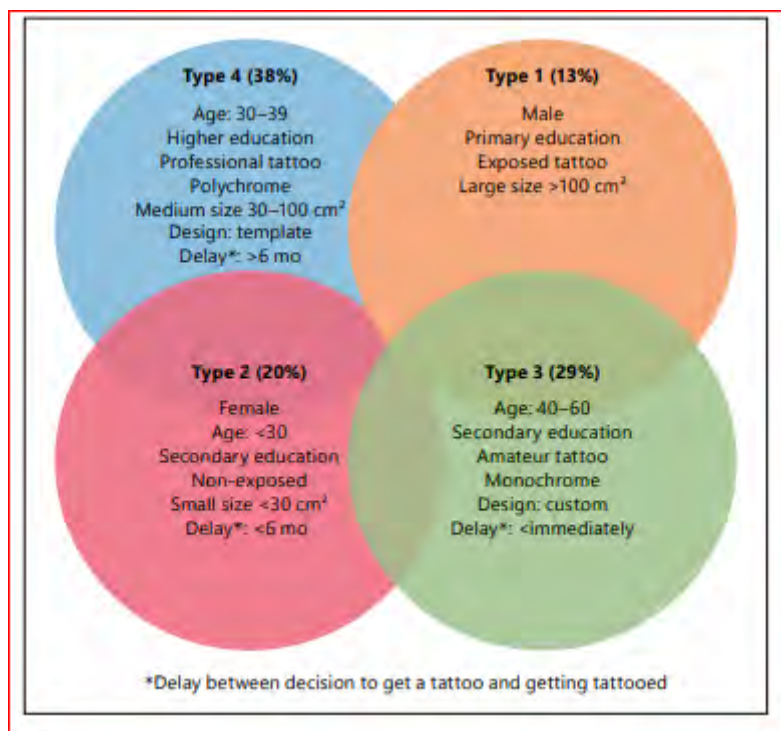 Type 4 (38%)
Age: 30–39
Higher education
Professional tattoo
Polychrome
Medium size 30–100 cm²
Design: template
Delay*: >6 mo
Type 1 (13%)
Male
Primary education
Exposed tattoo
Large size >100 cm²
Type 2 (20%)
Female
Age: <30
Secondary education
Non-exposed
Small size <30 cm²
Delay*: <6 mo
Type 3 (29%)
Age: 40–60
Secondary education
Amateur tattoo
Monochrome
Design: custom
Delay*: <immediately
*Delay between decision to get a tattoo and getting tattooed